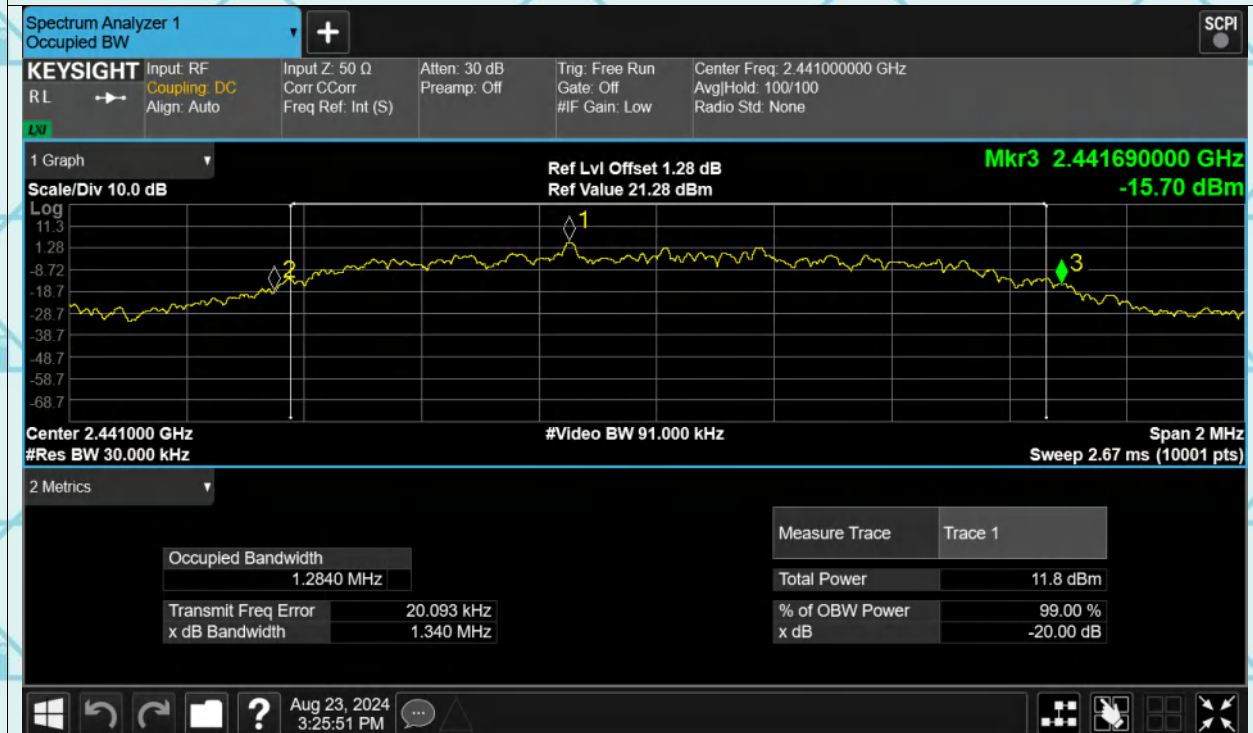 Spectrum Analyzer 1
Occupied BW
+
SCPI
KEYSIGHT
RL
LXI
Input: RF
Coupling: DC
Align: Auto
Input Z: 50 Ω
Corr CCorr
Freq Ref: Int (S)
Atten: 30 dB
Preamp: Off
Trig: Free Run
Gate: Off
#IF Gain: Low
Center Freq: 2.441000000 GHz
Avg|Hold: 100/100
Radio Std: None
1 Graph
Scale/Div 10.0 dB
Ref Lvl Offset 1.28 dB
Ref Value 21.28 dBm
Mkr3 2.441690000 GHz
-15.70 dBm
Log
11.3
1.28
-8.72
-18.7
-28.7
-38.7
-48.7
-58.7
-68.7
1
2
3
Center 2.441000 GHz
#Res BW 30.000 kHz
#Video BW 91.000 kHz
Span 2 MHz
Sweep 2.67 ms (10001 pts)
2 Metrics
Occupied Bandwidth
1.2840 MHz
Transmit Freq Error 20.093 kHz
x dB Bandwidth 1.340 MHz
Measure Trace Trace 1
Total Power 11.8 dBm
% of OBW Power 99.00 %
x dB -20.00 dB
?
Aug 23, 2024
3:25:51 PM